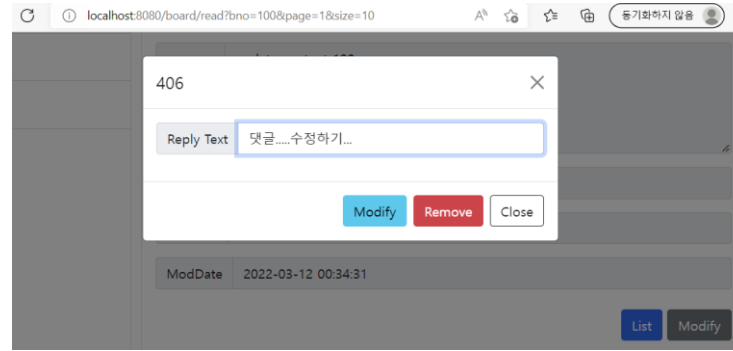 localhost:8080/board/read?bno=100&page=1&size=10
동기화하지 않음
406
Reply Text 댓글.....수정하기...
Modify Remove Close
ModDate 2022-03-12 00:34:31
List Modify